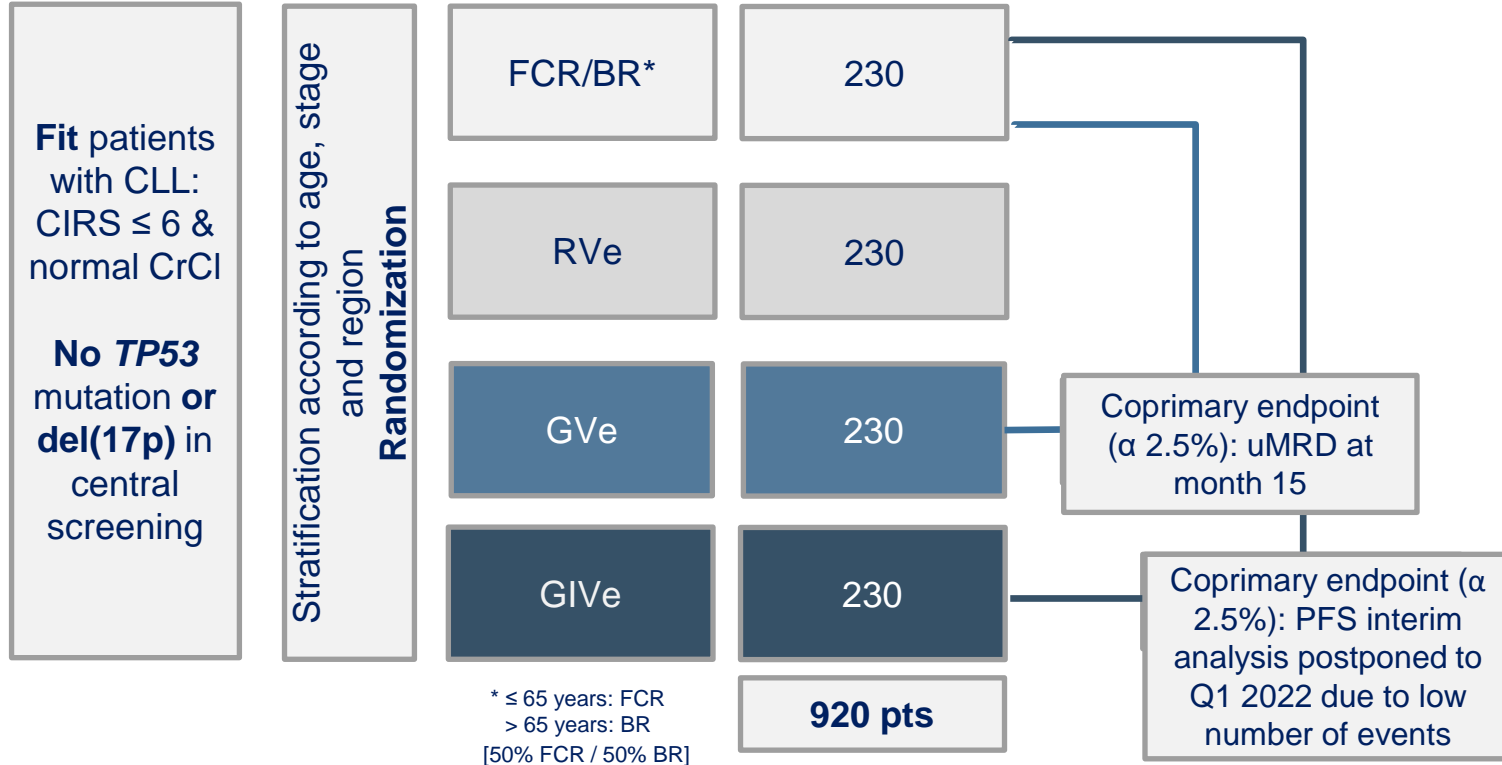 Fit patients
with CLL:
CIRS ≤ 6 &
normal CrCl
No TP53
mutation or
del(17p) in
central
screening
Stratification according to age, stage
and region
Randomization
FCR/BR*
230
RVe
230
GVe
230
GIVe
230
* ≤ 65 years: FCR
> 65 years: BR
[50% FCR / 50% BR]
920 pts
Coprimary endpoint
(α 2.5%): uMRD at
month 15
Coprimary endpoint (α
2.5%): PFS interim
analysis postponed to
Q1 2022 due to low
number of events